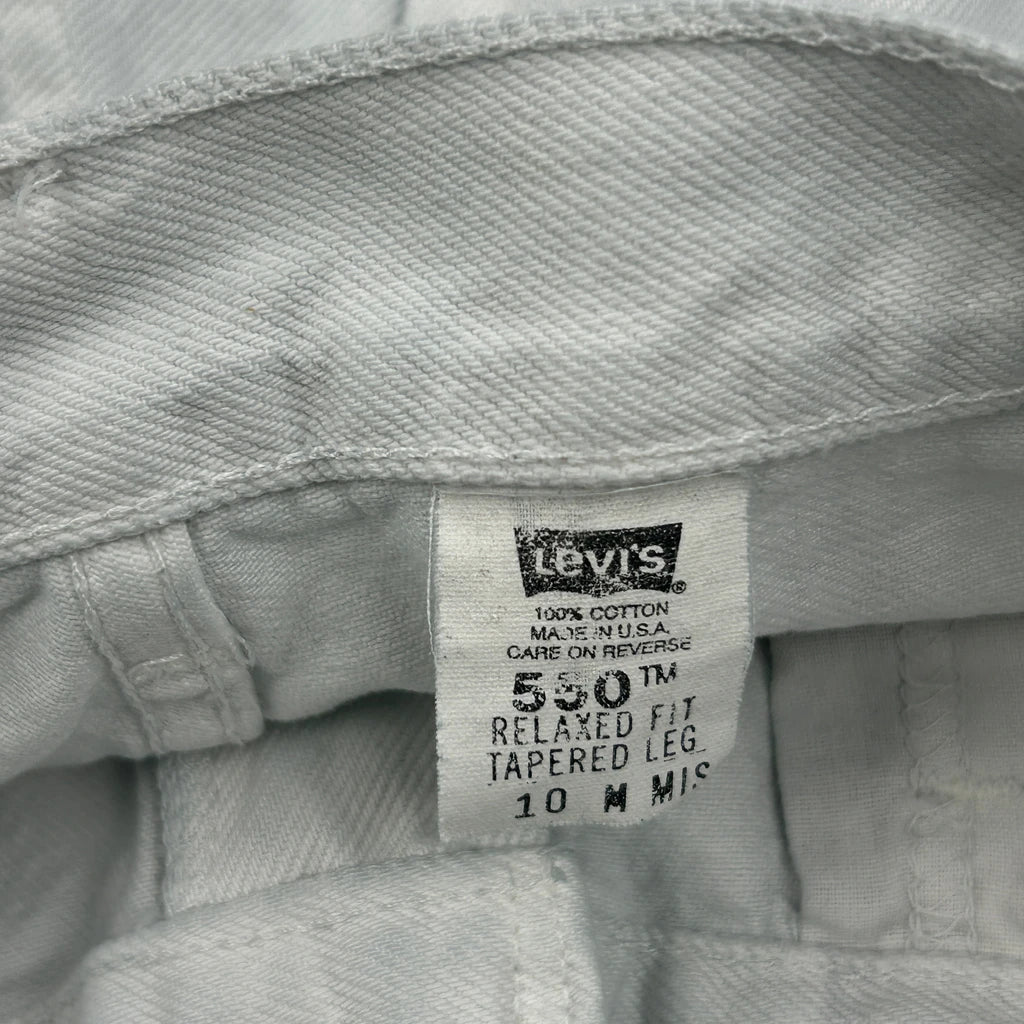 Levi's®
100% COTTON
MADE IN U.S.A.
CARE ON REVERSE
550™
RELAXED FIT
TAPERED LEG
10 M MIS